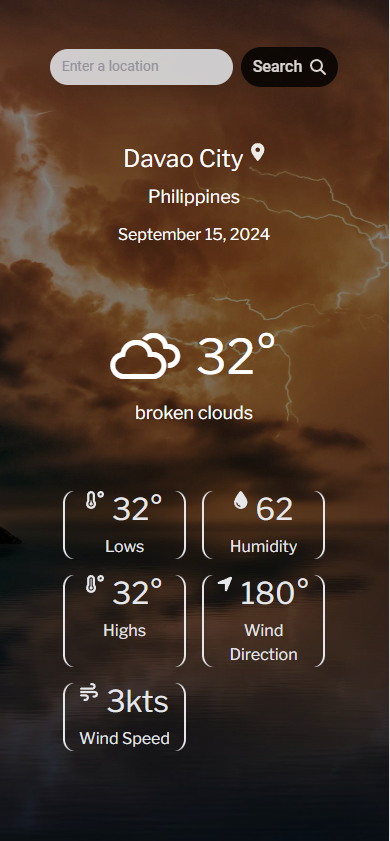 Enter a location
Search
Davao City
Philippines
September 15, 2024
32°
broken clouds
32°
Lows
62
Humidity
32°
Highs
180°
Wind
Direction
3kts
Wind Speed